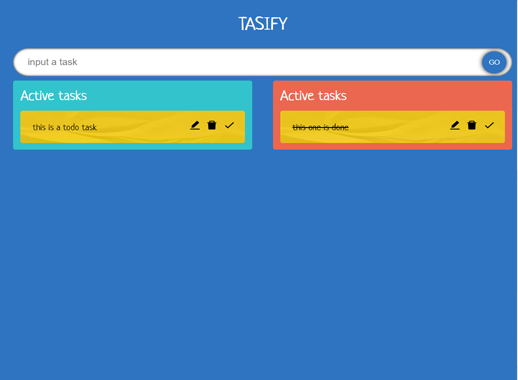 TASIFY
input a task
GO
Active tasks
this is a todo task
Active tasks
this one is done